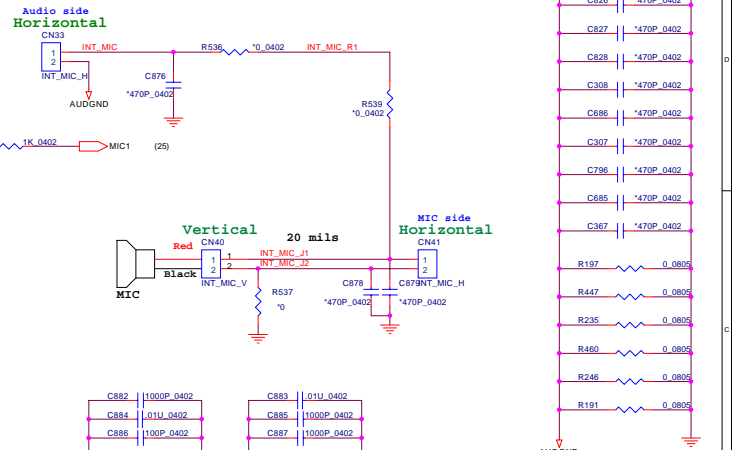 Audio side
Horizontal
CN33
1
2
INT_MIC
INT_MIC_H
AUDGND
R536
*0_0402
INT_MIC_R1
C876
*470P_0402
R539
*0_0402
1K_0402
MIC1
(25)
Vertical
20 mils
MIC side
Horizontal
Red
CN40
CN41
1
2
1
2
INT_MIC_J1
INT_MIC_J2
1
2
Black
MIC
INT_MIC_V
R537
*0
C878
*470P_0402
C879
*470P_0402
INT_MIC_H
C882
1000P_0402
C884
.01U_0402
C886
100P_0402
C883
.01U_0402
C885
1000P_0402
C887
100P_0402
C827
*470P_0402
C828
*470P_0402
C308
*470P_0402
C686
*470P_0402
C307
*470P_0402
C796
*470P_0402
C685
*470P_0402
C367
*470P_0402
R197
0_0805
R447
0_0805
R235
0_0805
R460
0_0805
R246
0_0805
R191
0_0805
D
C